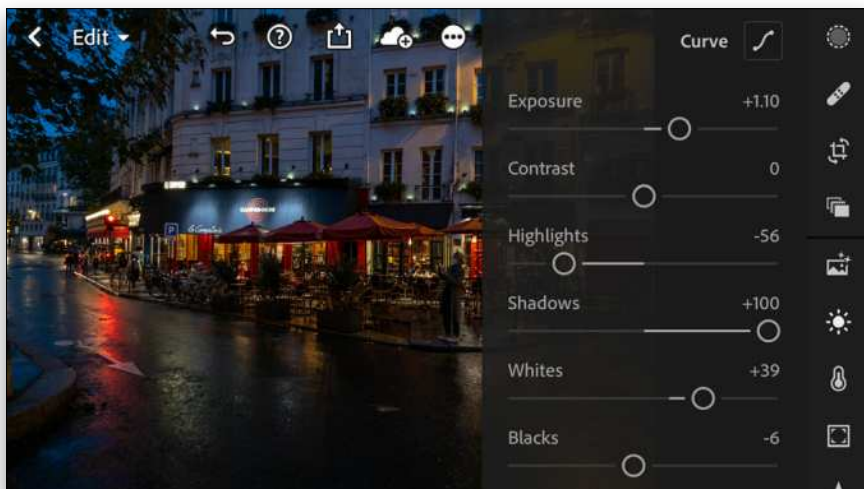 Edit
Curve
Exposure +1.10
Contrast 0
Highlights -56
Shadows +100
Whites +39
Blacks -6
P